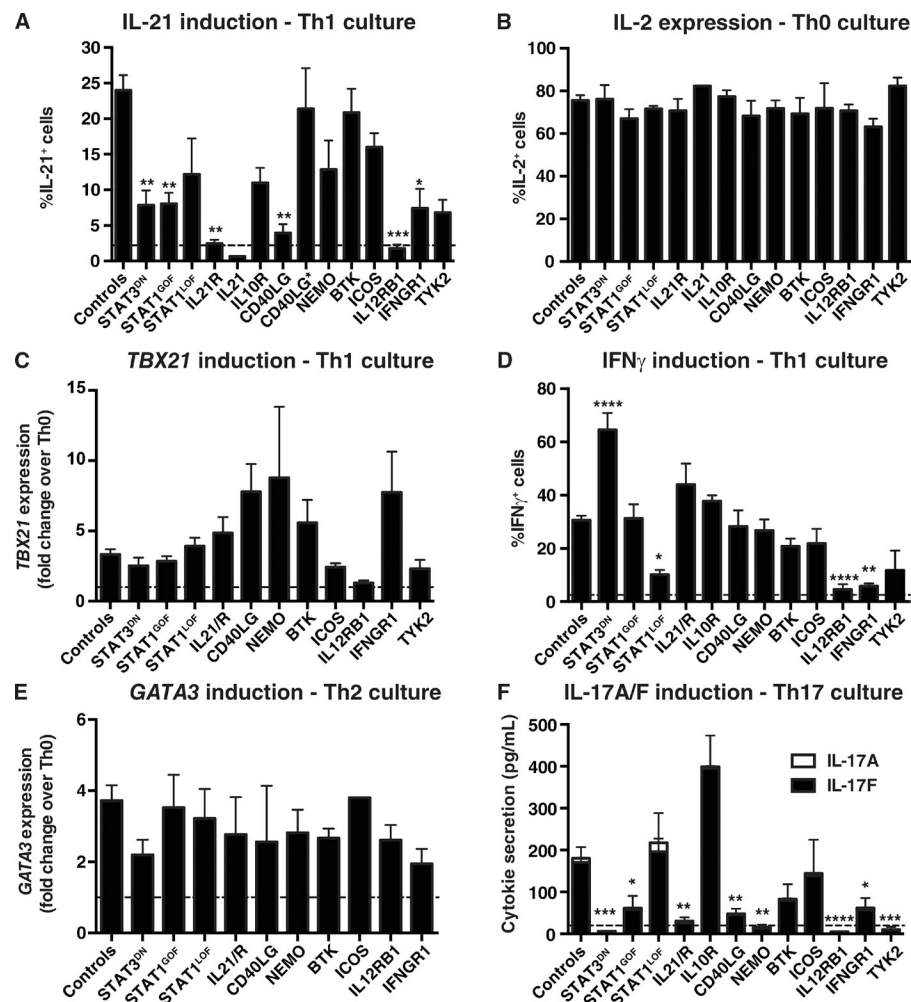 A IL-21 induction - Th1 culture
%IL-21⁺ cells
30
25
20
15
10
5
0
** ** ** ** *** *
Controls STAT3ᴰᴺ STAT1ᴳᴼᶠ STAT1ᴸᴼᶠ IL21R IL21 IL10R CD40LG CD40LG* NEMO BTK ICOS IL12RB1 IFNGR1 TYK2
B IL-2 expression - Th0 culture
%IL-2⁺ cells
100
80
60
40
20
0
Controls STAT3ᴰᴺ STAT1ᴳᴼᶠ STAT1ᴸᴼᶠ IL21R IL21 IL10R CD40LG NEMO BTK ICOS IL12RB1 IFNGR1 TYK2
C TBX21 induction - Th1 culture
TBX21 expression
(fold change over Th0)
15
10
5
0
Controls STAT3ᴰᴺ STAT1ᴳᴼᶠ STAT1ᴸᴼᶠ IL21/R CD40LG NEMO BTK ICOS IL12RB1 IFNGR1 TYK2
D IFNγ induction - Th1 culture
%IFNγ⁺ cells
80
60
40
20
0
**** * **** **
Controls STAT3ᴰᴺ STAT1ᴳᴼᶠ STAT1ᴸᴼᶠ IL21/R IL10R CD40LG NEMO BTK ICOS IL12RB1 IFNGR1 TYK2
E GATA3 induction - Th2 culture
GATA3 expression
(fold change over Th0)
6
4
2
0
Controls STAT3ᴰᴺ STAT1ᴳᴼᶠ STAT1ᴸᴼᶠ IL21/R CD40LG NEMO BTK ICOS IL12RB1 IFNGR1
F IL-17A/F induction - Th17 culture
Cytokie secretion (pg/mL)
500
400
300
200
100
0
IL-17A
IL-17F
*** * ** ** ** **** * ***
Controls STAT3ᴰᴺ STAT1ᴳᴼᶠ STAT1ᴸᴼᶠ IL21/R IL10R CD40LG NEMO BTK ICOS IL12RB1 IFNGR1 TYK2